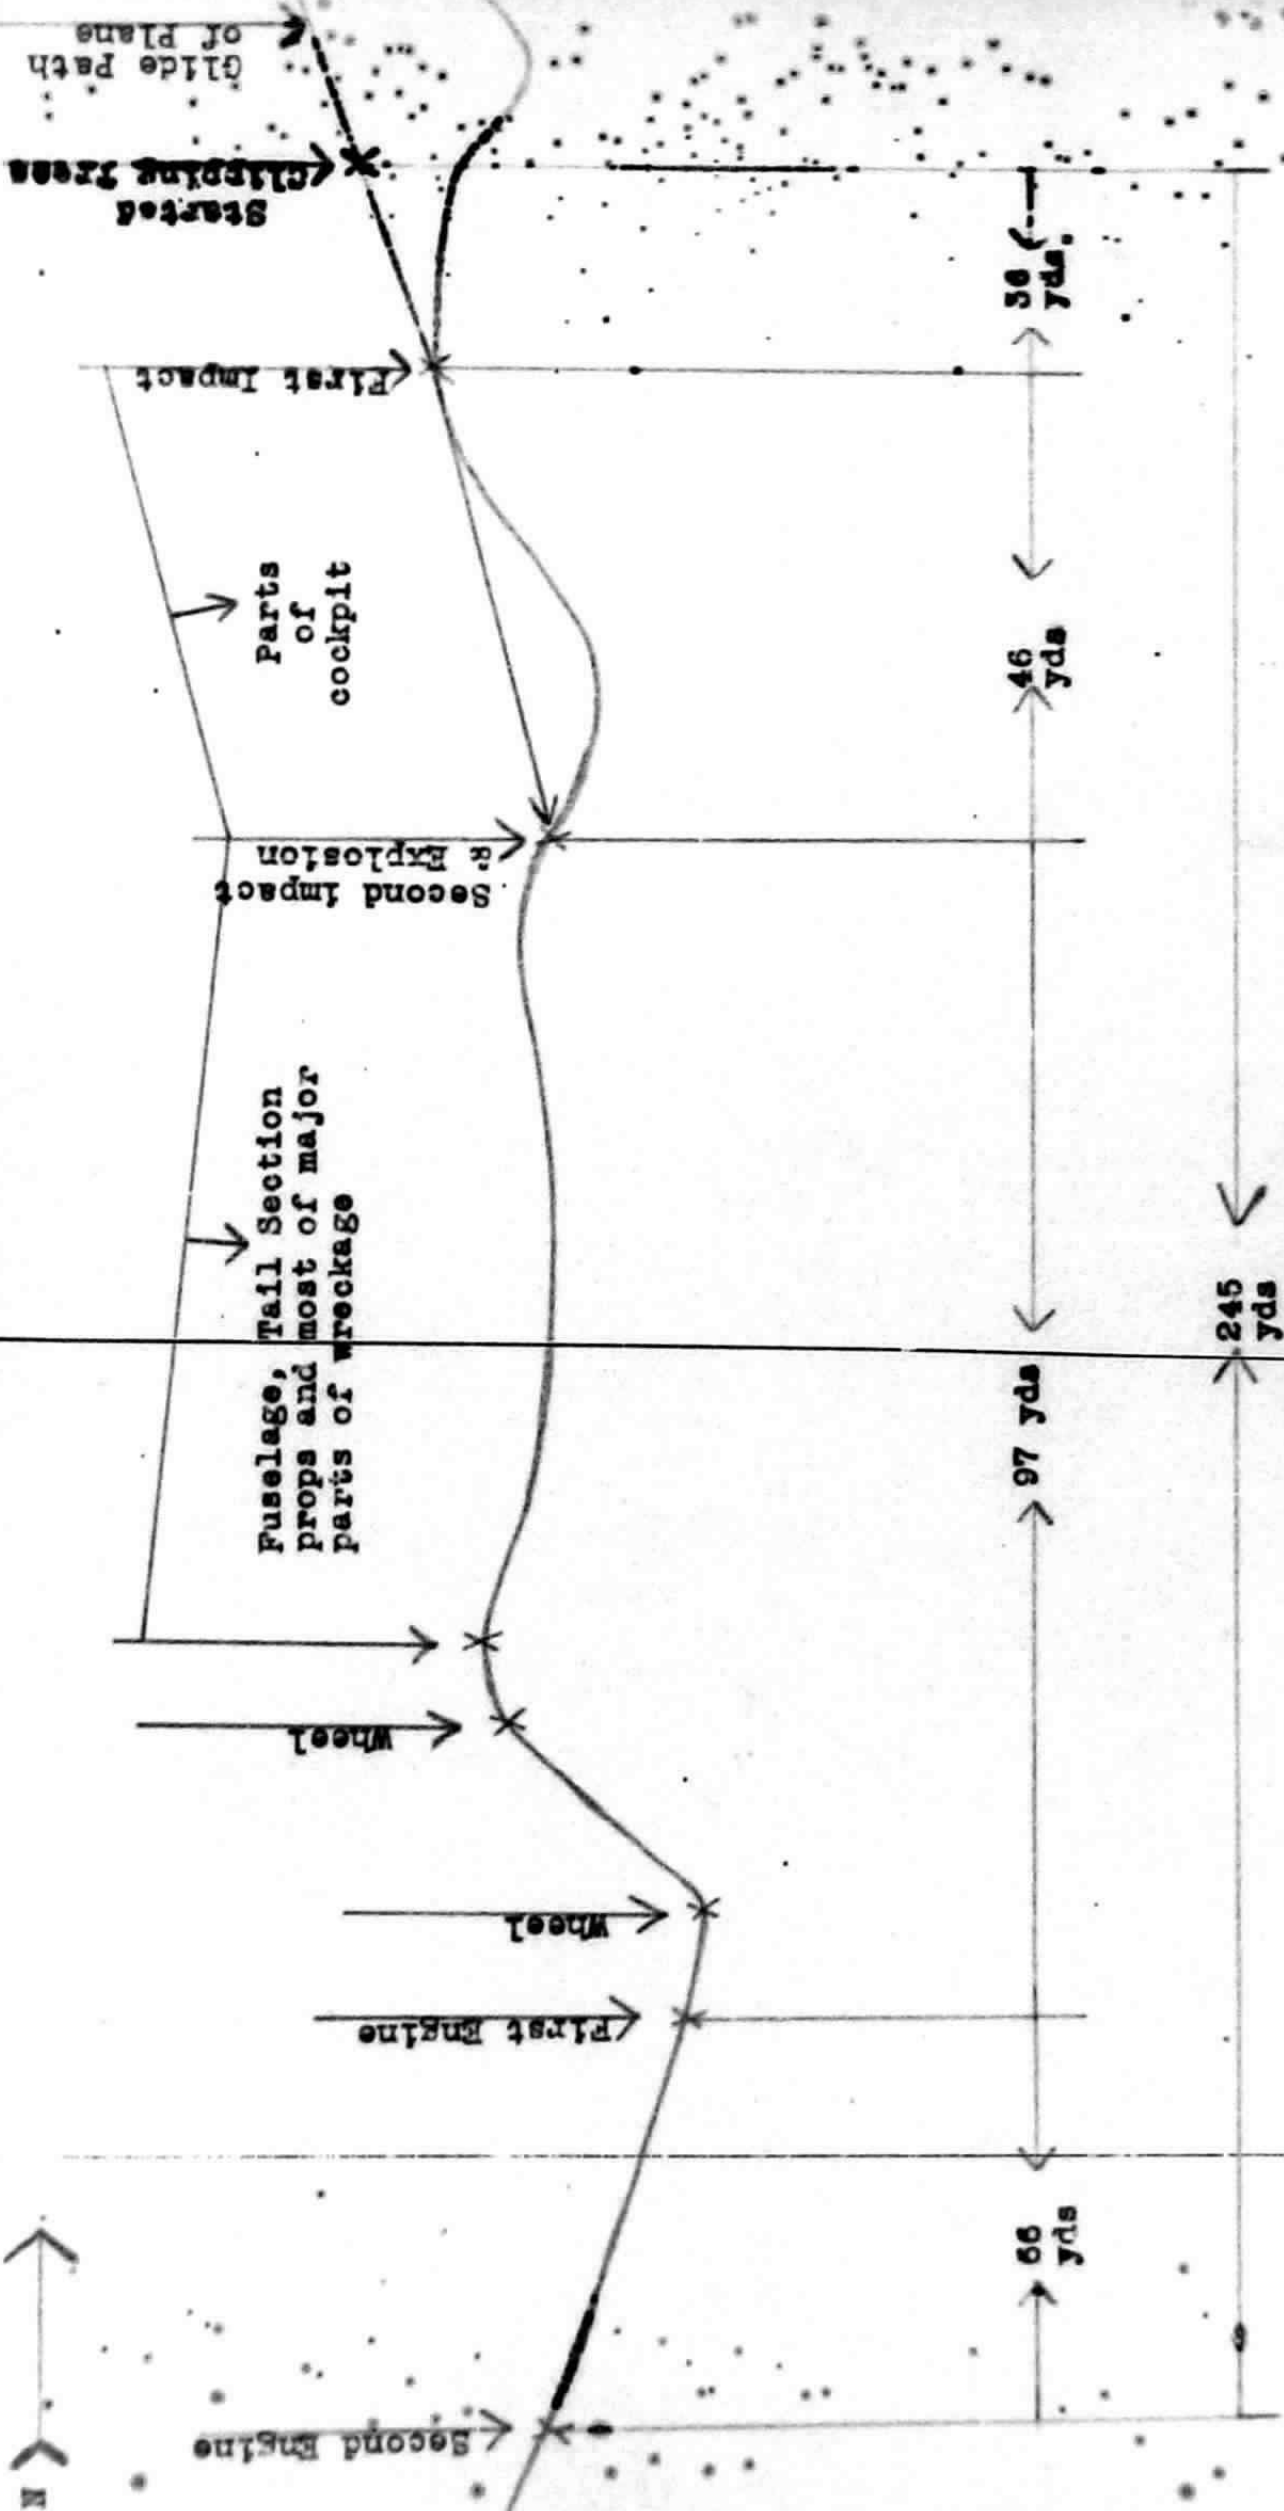 Glide Path
of Plane
Started
Clipping Trees
First Impact
Parts
of
cockpit
Second impact
& Explosion
Fuselage, Tail Section
props and most of major
parts of wreckage
Wheel
Wheel
First Engine
Second Engine
36
yds.
46
yds
97 yds
66
yds
245
yds
N